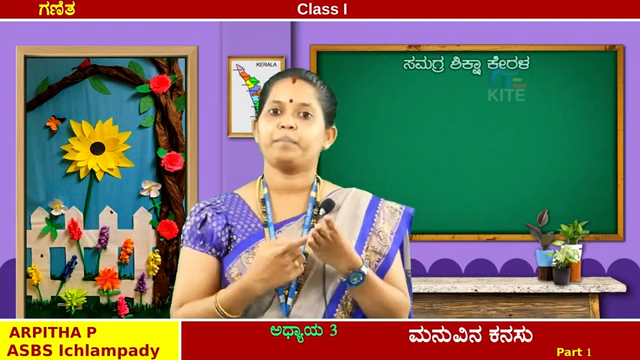 ಗಣಿತ
Class I
KERALA
ಸಮಗ್ರ ಶಿಕ್ಷಾ ಕೇರಳ
KITE
ARPITHA P
ASBS Ichlampady
ಅಧ್ಯಾಯ 3
ಮನುವಿನ ಕನಸು
Part 1